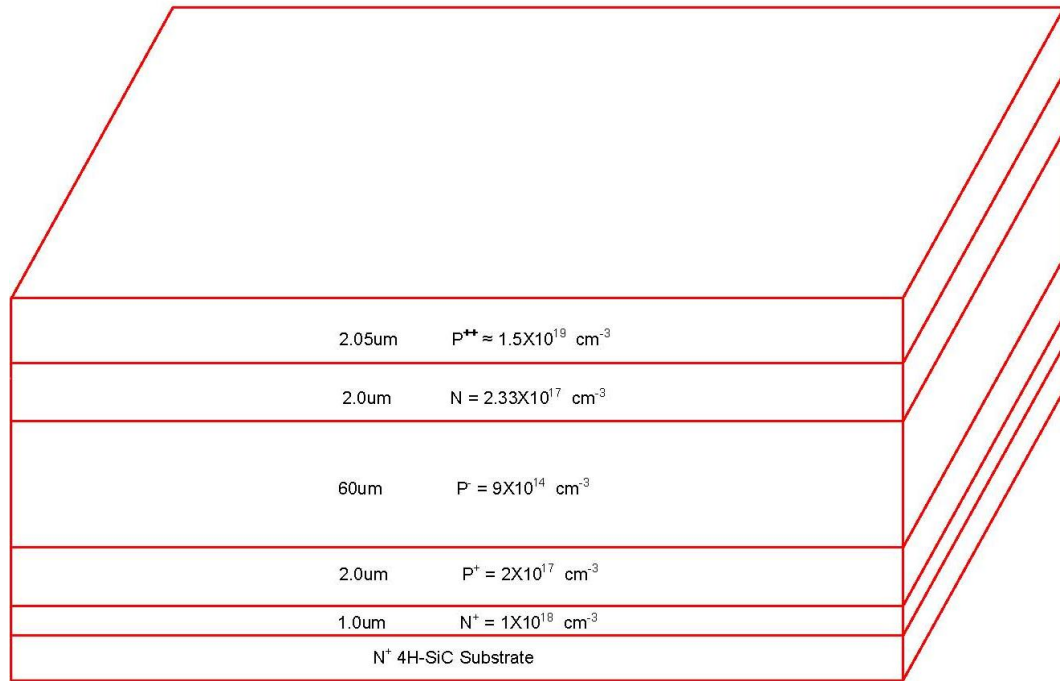 2.05um P⁺⁺ ≈ 1.5X10¹⁹ cm⁻³
2.0um N = 2.33X10¹⁷ cm⁻³
60um P⁻ = 9X10¹⁴ cm⁻³
2.0um P⁺ = 2X10¹⁷ cm⁻³
1.0um N⁺ = 1X10¹⁸ cm⁻³
N⁺ 4H-SiC Substrate